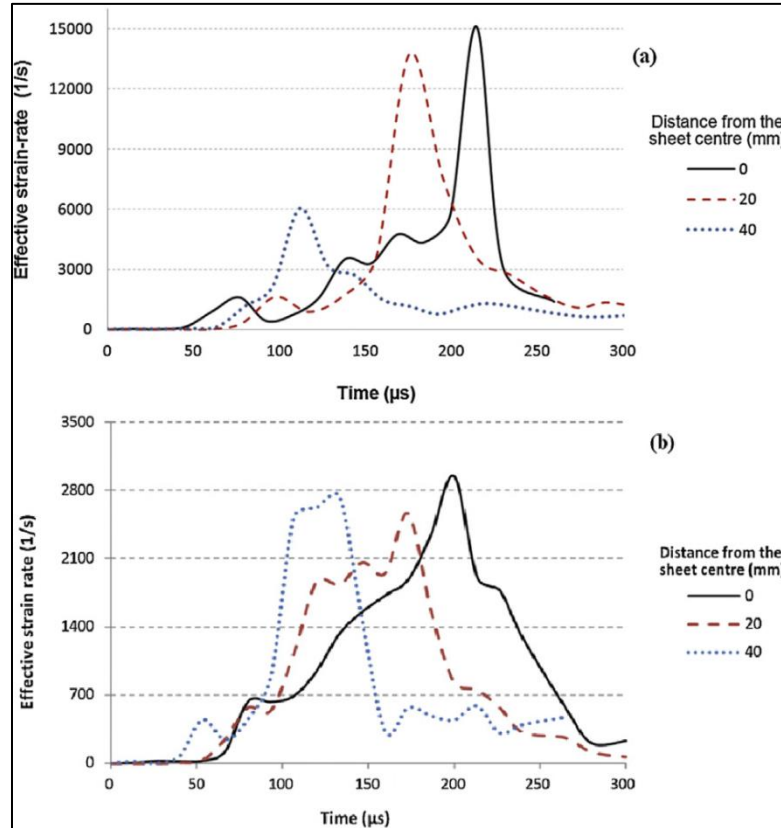 (a)
Effective strain-rate (1/s)
15000
12000
9000
6000
3000
0
0 50 100 150 200 250 300
Time (µs)
Distance from the
sheet centre (mm)
0
20
40
(b)
Effective strain rate (1/s)
3500
2800
2100
1400
700
0
0 50 100 150 200 250 300
Time (µs)
Distance from the
sheet centre (mm)
0
20
40